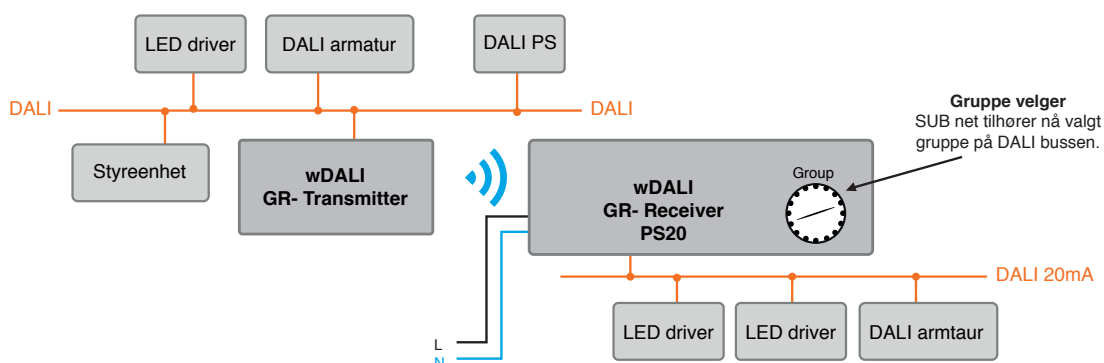 LED driver
DALI armatur
DALI PS
DALI
DALI
Styreenhet
wDALI
GR- Transmitter
Gruppe velger
SUB net tilhører nå valgt
gruppe på DALI bussen.
wDALI
GR- Receiver
PS20
Group
DALI 20mA
LED driver
LED driver
DALI armtaur
L
N